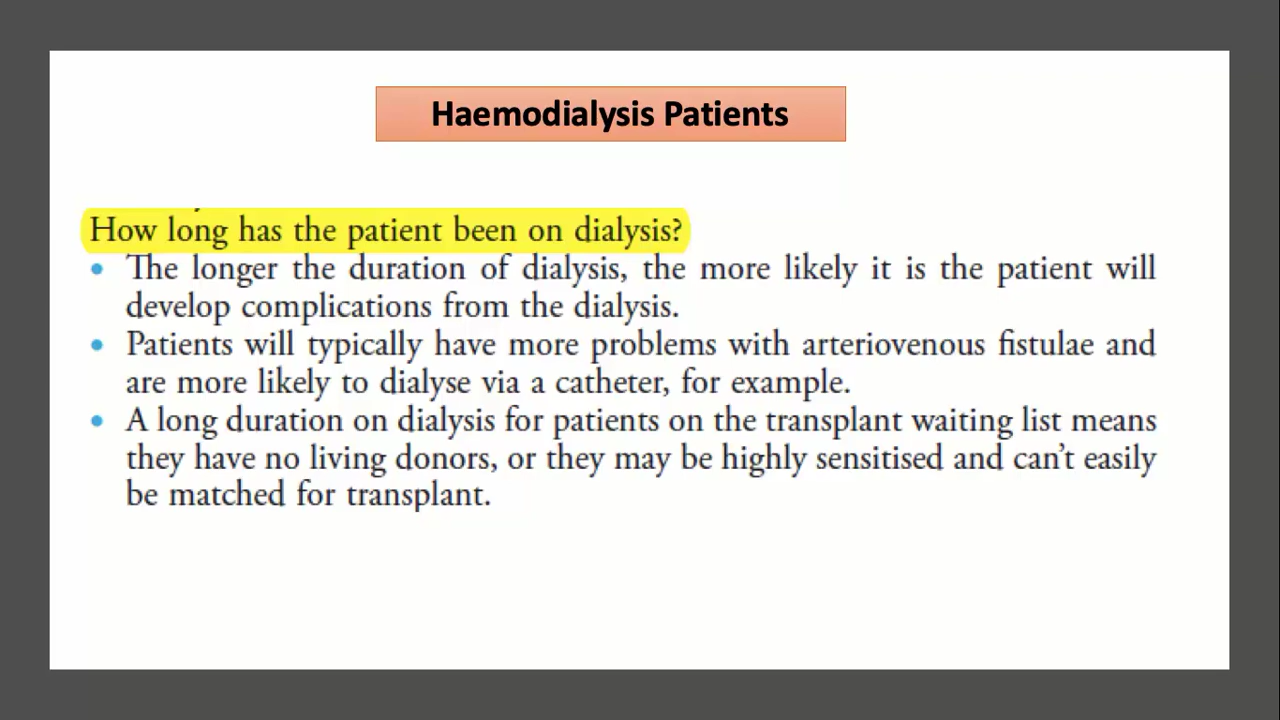 Haemodialysis Patients
How long has the patient been on dialysis?
• The longer the duration of dialysis, the more likely it is the patient will
develop complications from the dialysis.
• Patients will typically have more problems with arteriovenous fistulae and
are more likely to dialyse via a catheter, for example.
• A long duration on dialysis for patients on the transplant waiting list means
they have no living donors, or they may be highly sensitised and can't easily
be matched for transplant.